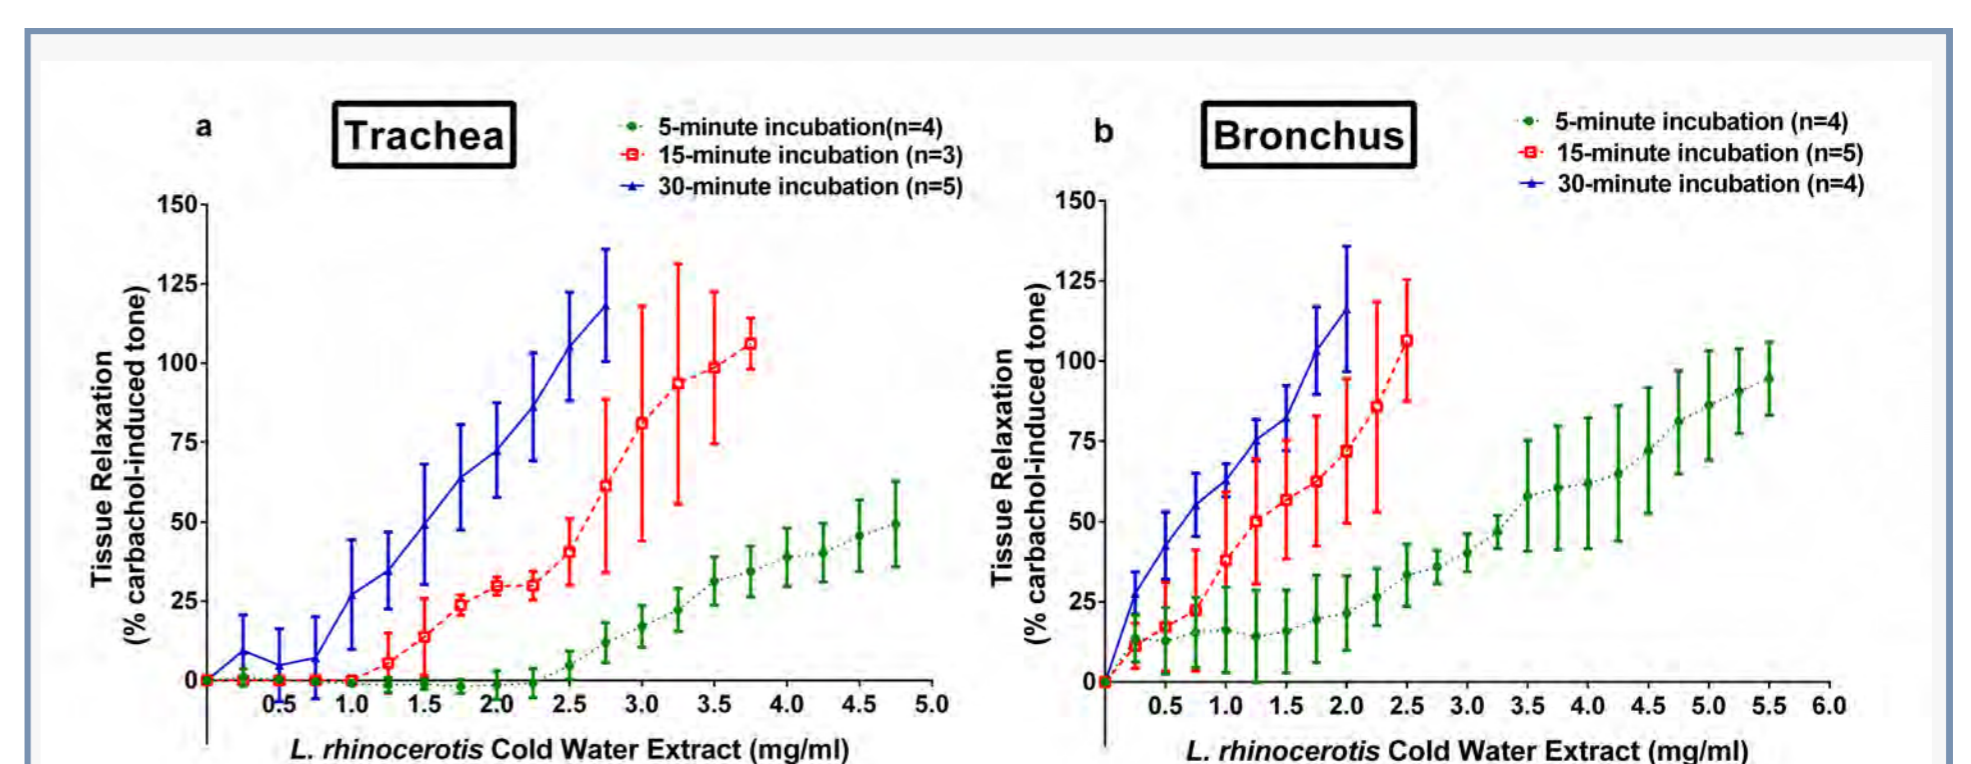 a
Trachea
5-minute incubation(n=4)
15-minute incubation (n=3)
30-minute incubation (n=5)
150
125
100
75
50
25
0
Tissue Relaxation
(% carbachol-induced tone)
0.5 1.0 1.5 2.0 2.5 3.0 3.5 4.0 4.5 5.0
L. rhinocerotis Cold Water Extract (mg/ml)
b
Bronchus
5-minute incubation (n=4)
15-minute incubation (n=5)
30-minute incubation (n=4)
150
125
100
75
50
25
0
Tissue Relaxation
(% carbachol-induced tone)
0.5 1.0 1.5 2.0 2.5 3.0 3.5 4.0 4.5 5.0 5.5 6.0
L. rhinocerotis Cold Water Extract (mg/ml)